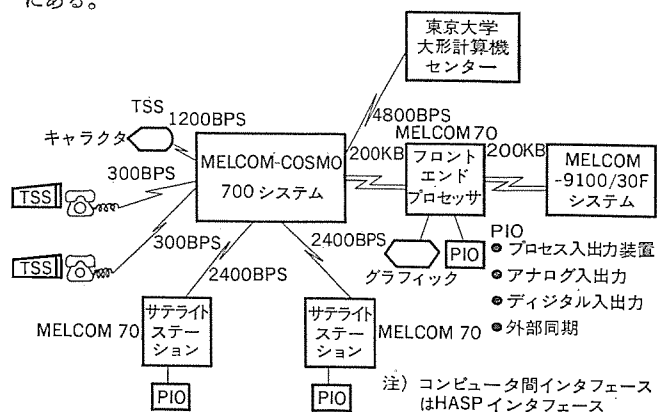 にある。
東京大学
大形計算機
センター
TSS
1200BPS
キャラクタ
4800BPS
MELCOM 70
300BPS
MELCOM-COSMO
700 システム
200KB
フロント
エンド
プロセッサ
200KB
MELCOM
-9100/30F
システム
TSS
300BPS
TSS
2400BPS
2400BPS
グラフィック
PIO
PIO
● プロセス入出力装置
● アナログ入出力
● ディジタル入出力
● 外部同期
MELCOM 70
サテライト
ステー
ション
サテライト
ステー
ション
MELCOM 70
PIO
PIO
注) コンピュータ間インタフェース
はHASPインタフェース